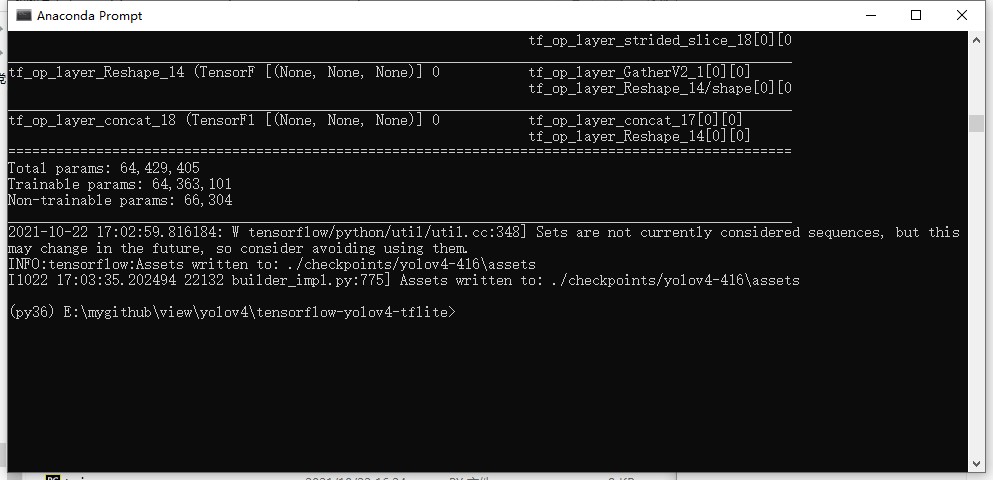 Anaconda Prompt
tf_op_layer_strided_slice_18[0][0
tf_op_layer_Reshape_14 (TensorF [(None, None, None)] 0 tf_op_layer_GatherV2_1[0][0]
tf_op_layer_Reshape_14/shape[0][0
tf_op_layer_concat_18 (TensorFl [(None, None, None)] 0 tf_op_layer_concat_17[0][0]
tf_op_layer_Reshape_14[0][0]
==================================================================================================
Total params: 64,429,405
Trainable params: 64,363,101
Non-trainable params: 66,304
2021-10-22 17:02:59.816184: W tensorflow/python/util/util.cc:348] Sets are not currently considered sequences, but this
may change in the future, so consider avoiding using them.
INFO:tensorflow:Assets written to: ./checkpoints/yolov4-416\assets
I1022 17:03:35.202494 22132 builder_impl.py:775] Assets written to: ./checkpoints/yolov4-416\assets
(py36) E:\mygithub\view\yolov4\tensorflow-yolov4-tflite>